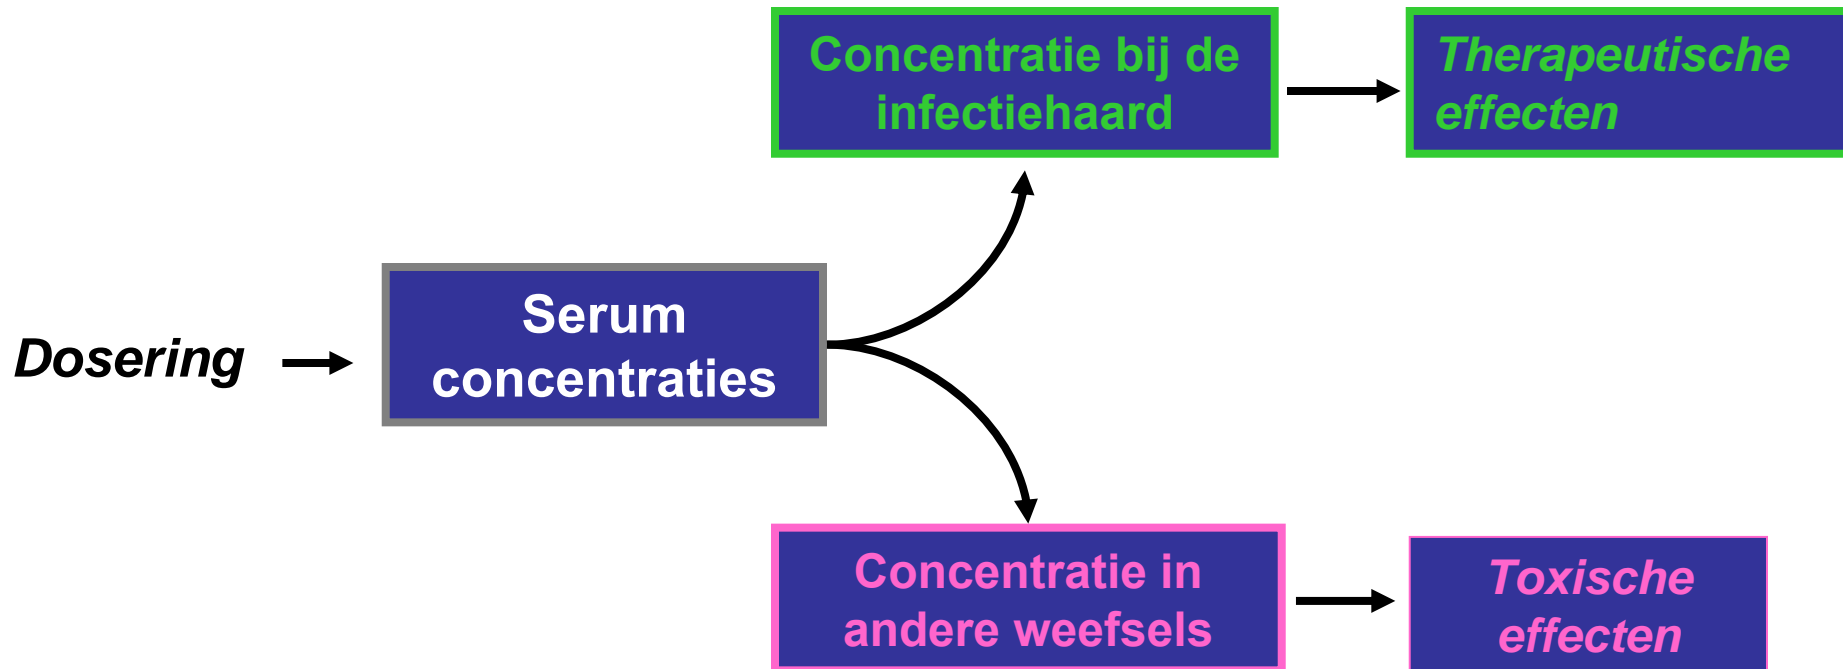 Concentratie bij de
infectiehaard
Therapeutische
effecten
Dosering
Serum
concentraties
Concentratie in
andere weefsels
Toxische
effecten